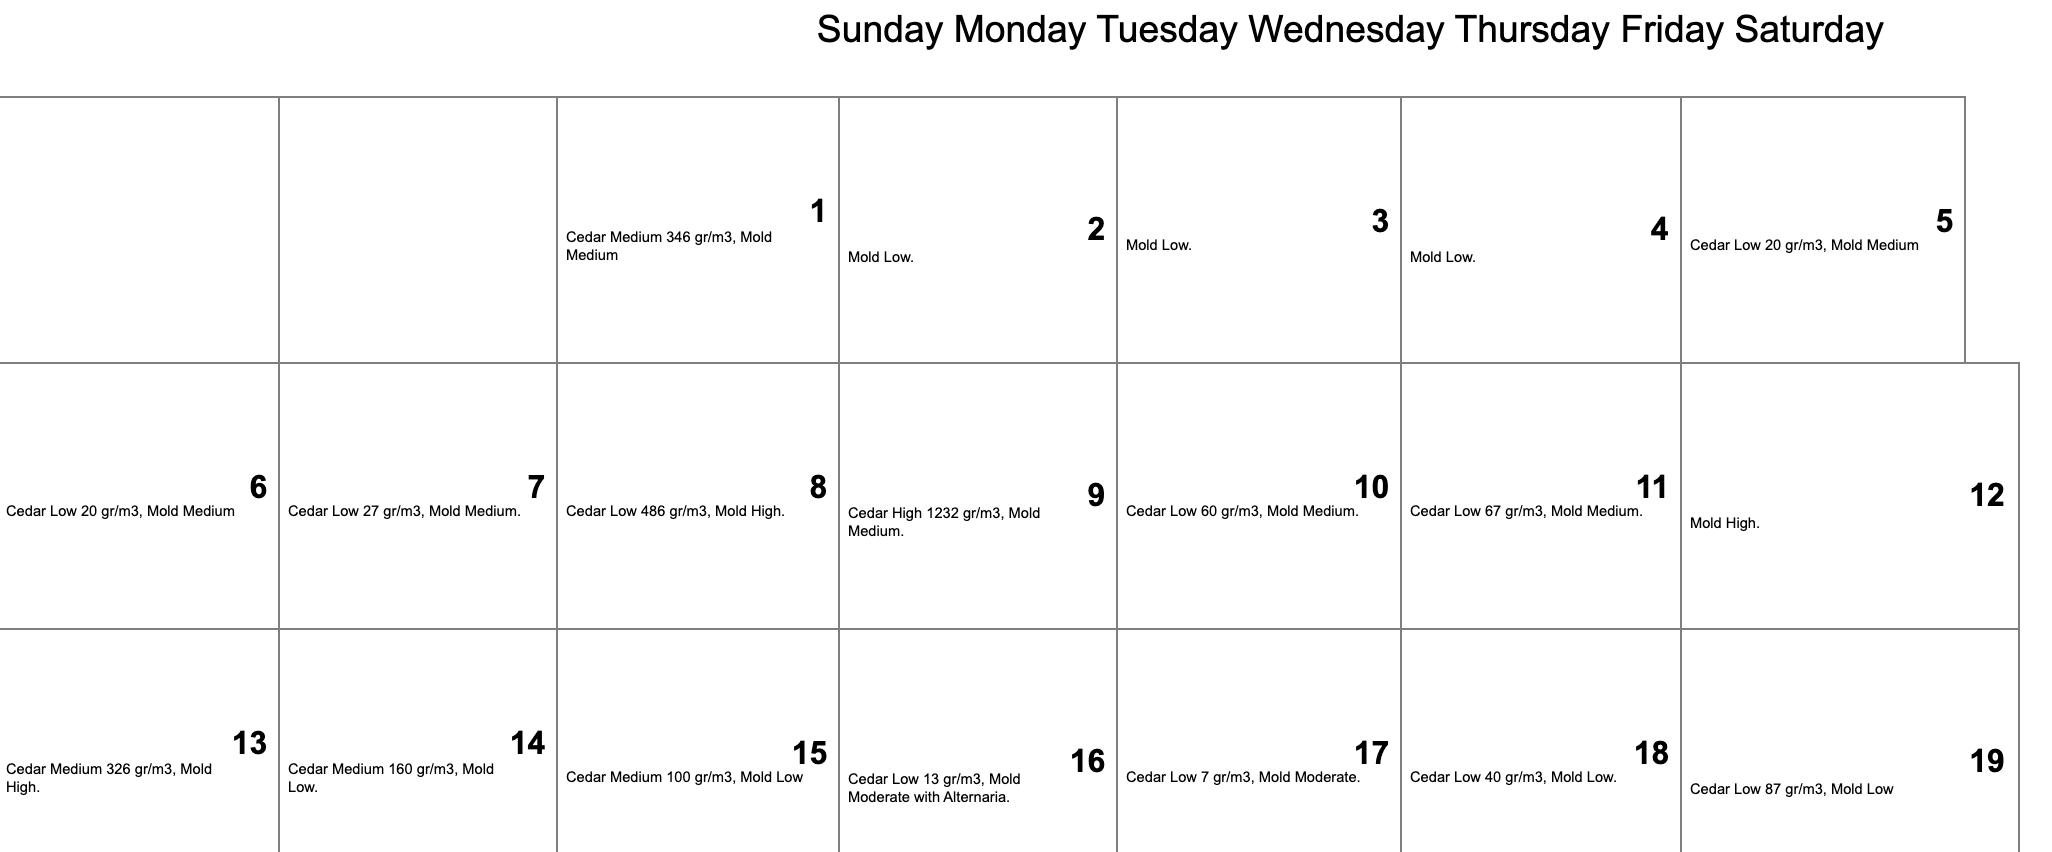 Sunday Monday Tuesday Wednesday Thursday Friday Saturday
1
Cedar Medium 346 gr/m3, Mold
Medium
2
Mold Low.
3
Mold Low.
4
Mold Low.
5
Cedar Low 20 gr/m3, Mold Medium
6
Cedar Low 20 gr/m3, Mold Medium
7
Cedar Low 27 gr/m3, Mold Medium.
8
Cedar Low 486 gr/m3, Mold High.
9
Cedar High 1232 gr/m3, Mold
Medium.
10
Cedar Low 60 gr/m3, Mold Medium.
11
Cedar Low 67 gr/m3, Mold Medium.
12
Mold High.
13
Cedar Medium 326 gr/m3, Mold
High.
14
Cedar Medium 160 gr/m3, Mold
Low.
15
Cedar Medium 100 gr/m3, Mold Low
16
Cedar Low 13 gr/m3, Mold
Moderate with Alternaria.
17
Cedar Low 7 gr/m3, Mold Moderate.
18
Cedar Low 40 gr/m3, Mold Low.
19
Cedar Low 87 gr/m3, Mold Low